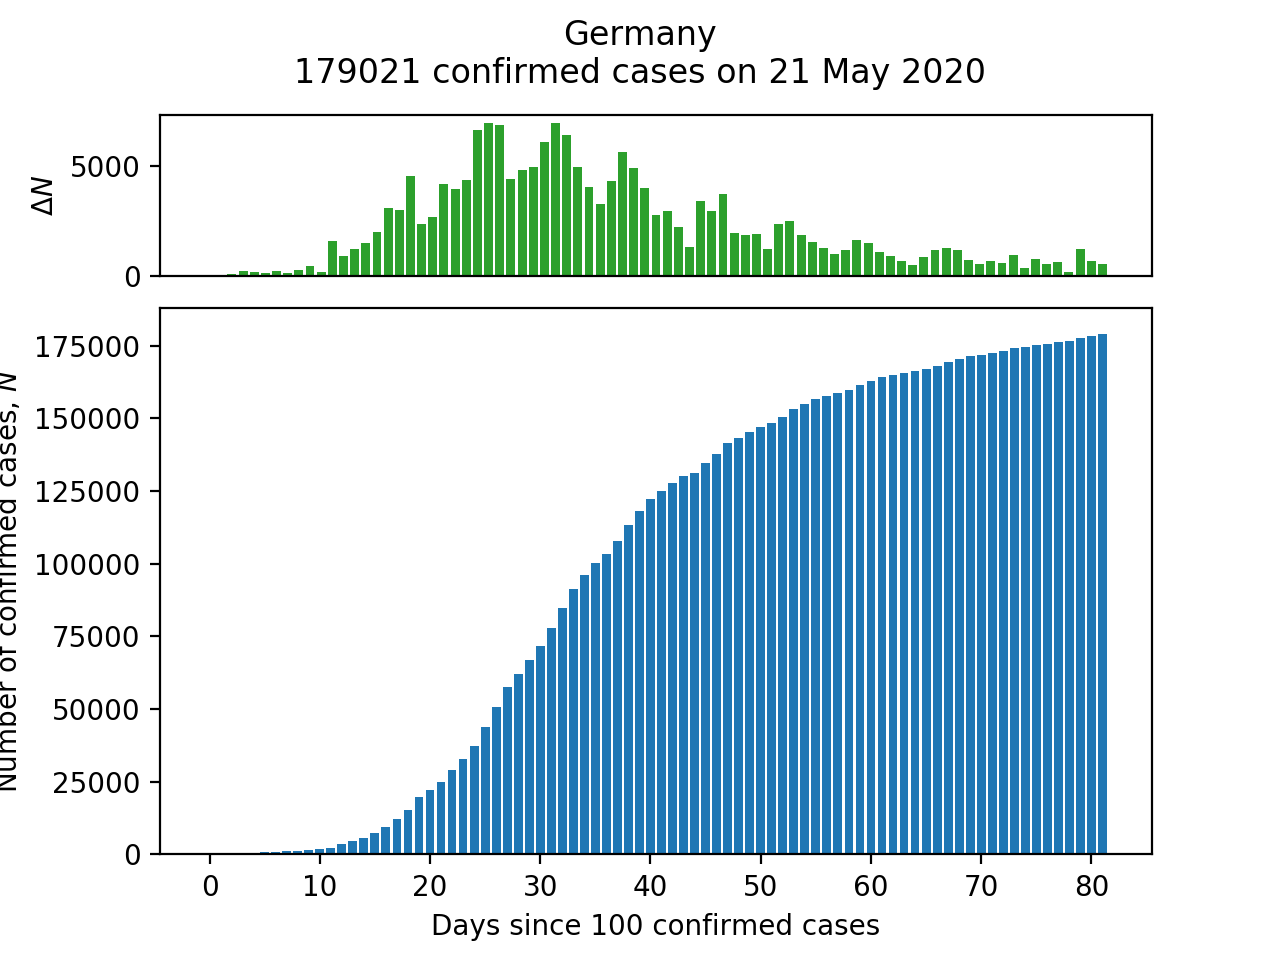 Germany
179021 confirmed cases on 21 May 2020
5000
0
ΔN
175000
150000
125000
100000
75000
50000
25000
0
Number of confirmed cases, N
0 10 20 30 40 50 60 70 80
Days since 100 confirmed cases